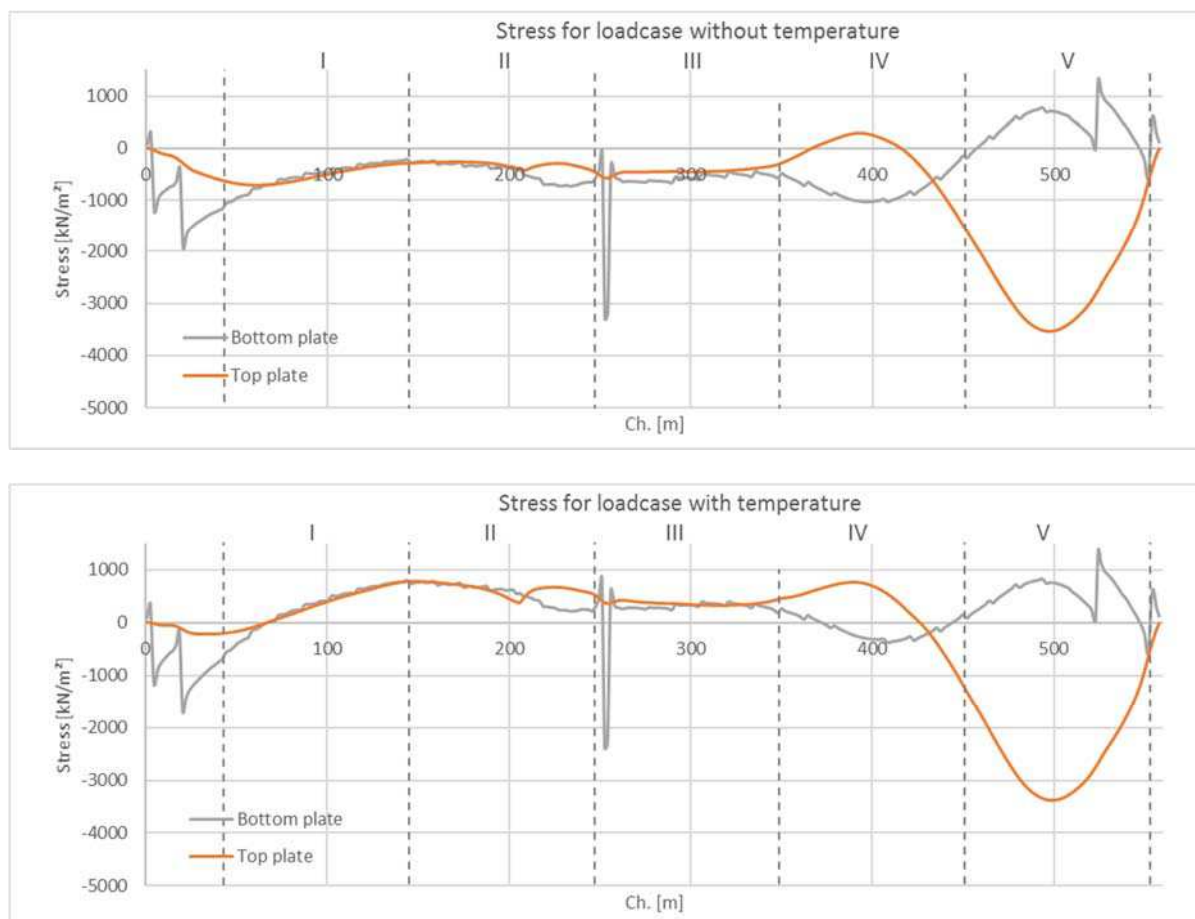 Stress for loadcase without temperature
I II III IV V
1000
0
-1000
-2000
-3000
-4000
-5000
Stress [kN/m²]
0 100 200 300 400 500
Bottom plate
Top plate
Ch. [m]
Stress for loadcase with temperature
I II III IV V
1000
0
-1000
-2000
-3000
-4000
-5000
Stress [kN/m²]
0 100 200 300 400 500
Bottom plate
Top plate
Ch. [m]